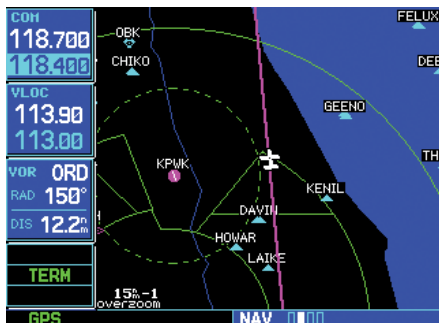 COM
118.700
118.400
VLOC
113.90
113.00
VOR ORD
RAD 150°
DIS 12.2nm
TERM
GPS
OBK
CHIKO
KPWK
FELUX
DEE
GEENO
TH
KENIL
DAVIN
HOWAR
LAIKE
15nm-1
overzoom
NAV